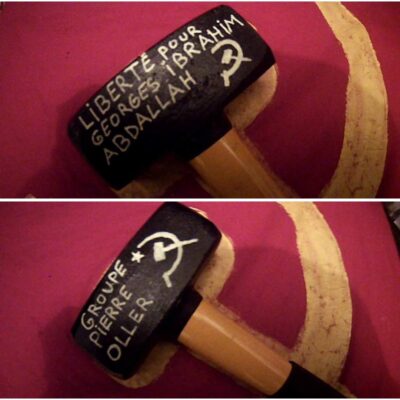 LIBERTÉ POUR
GEORGES IBRAHIM
ABDALLAH
GROUPE
PIERRE
OLLER